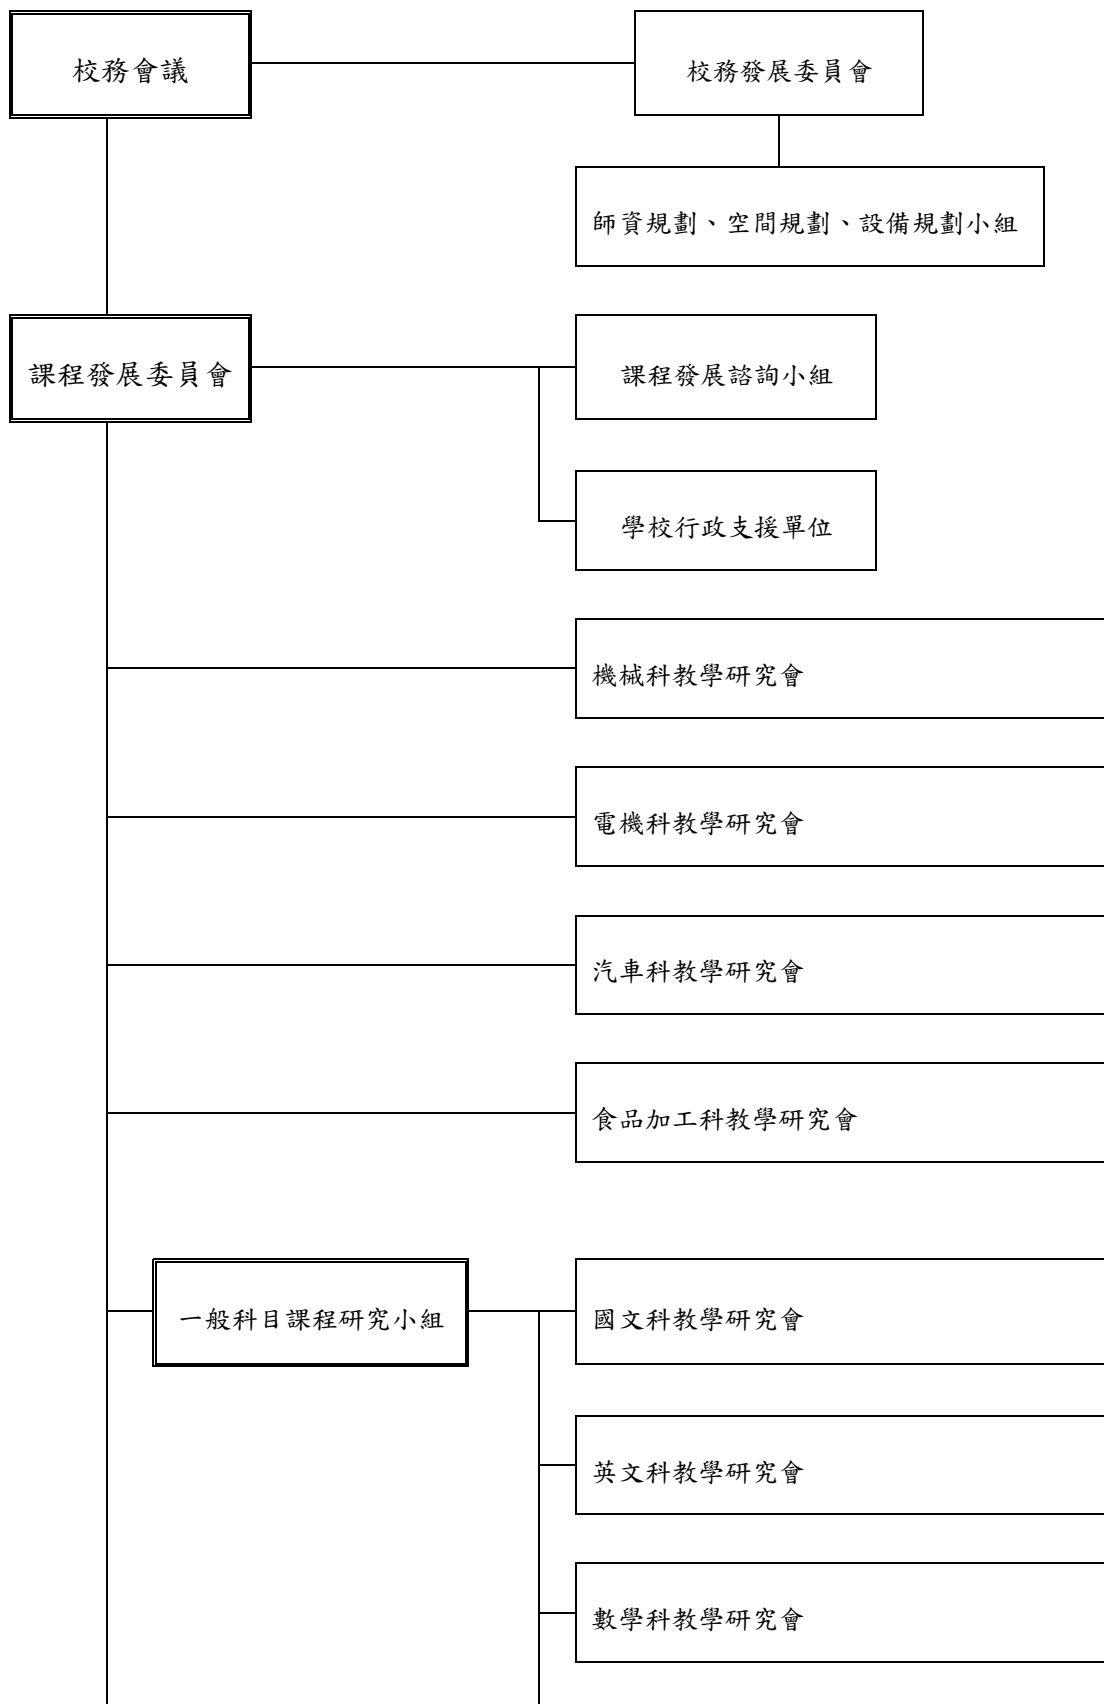 校務會議
校務發展委員會
師資規劃、空間規劃、設備規劃小組
課程發展委員會
課程發展諮詢小組
學校行政支援單位
機械科教學研究會
電機科教學研究會
汽車科教學研究會
食品加工科教學研究會
一般科目課程研究小組
國文科教學研究會
英文科教學研究會
數學科教學研究會